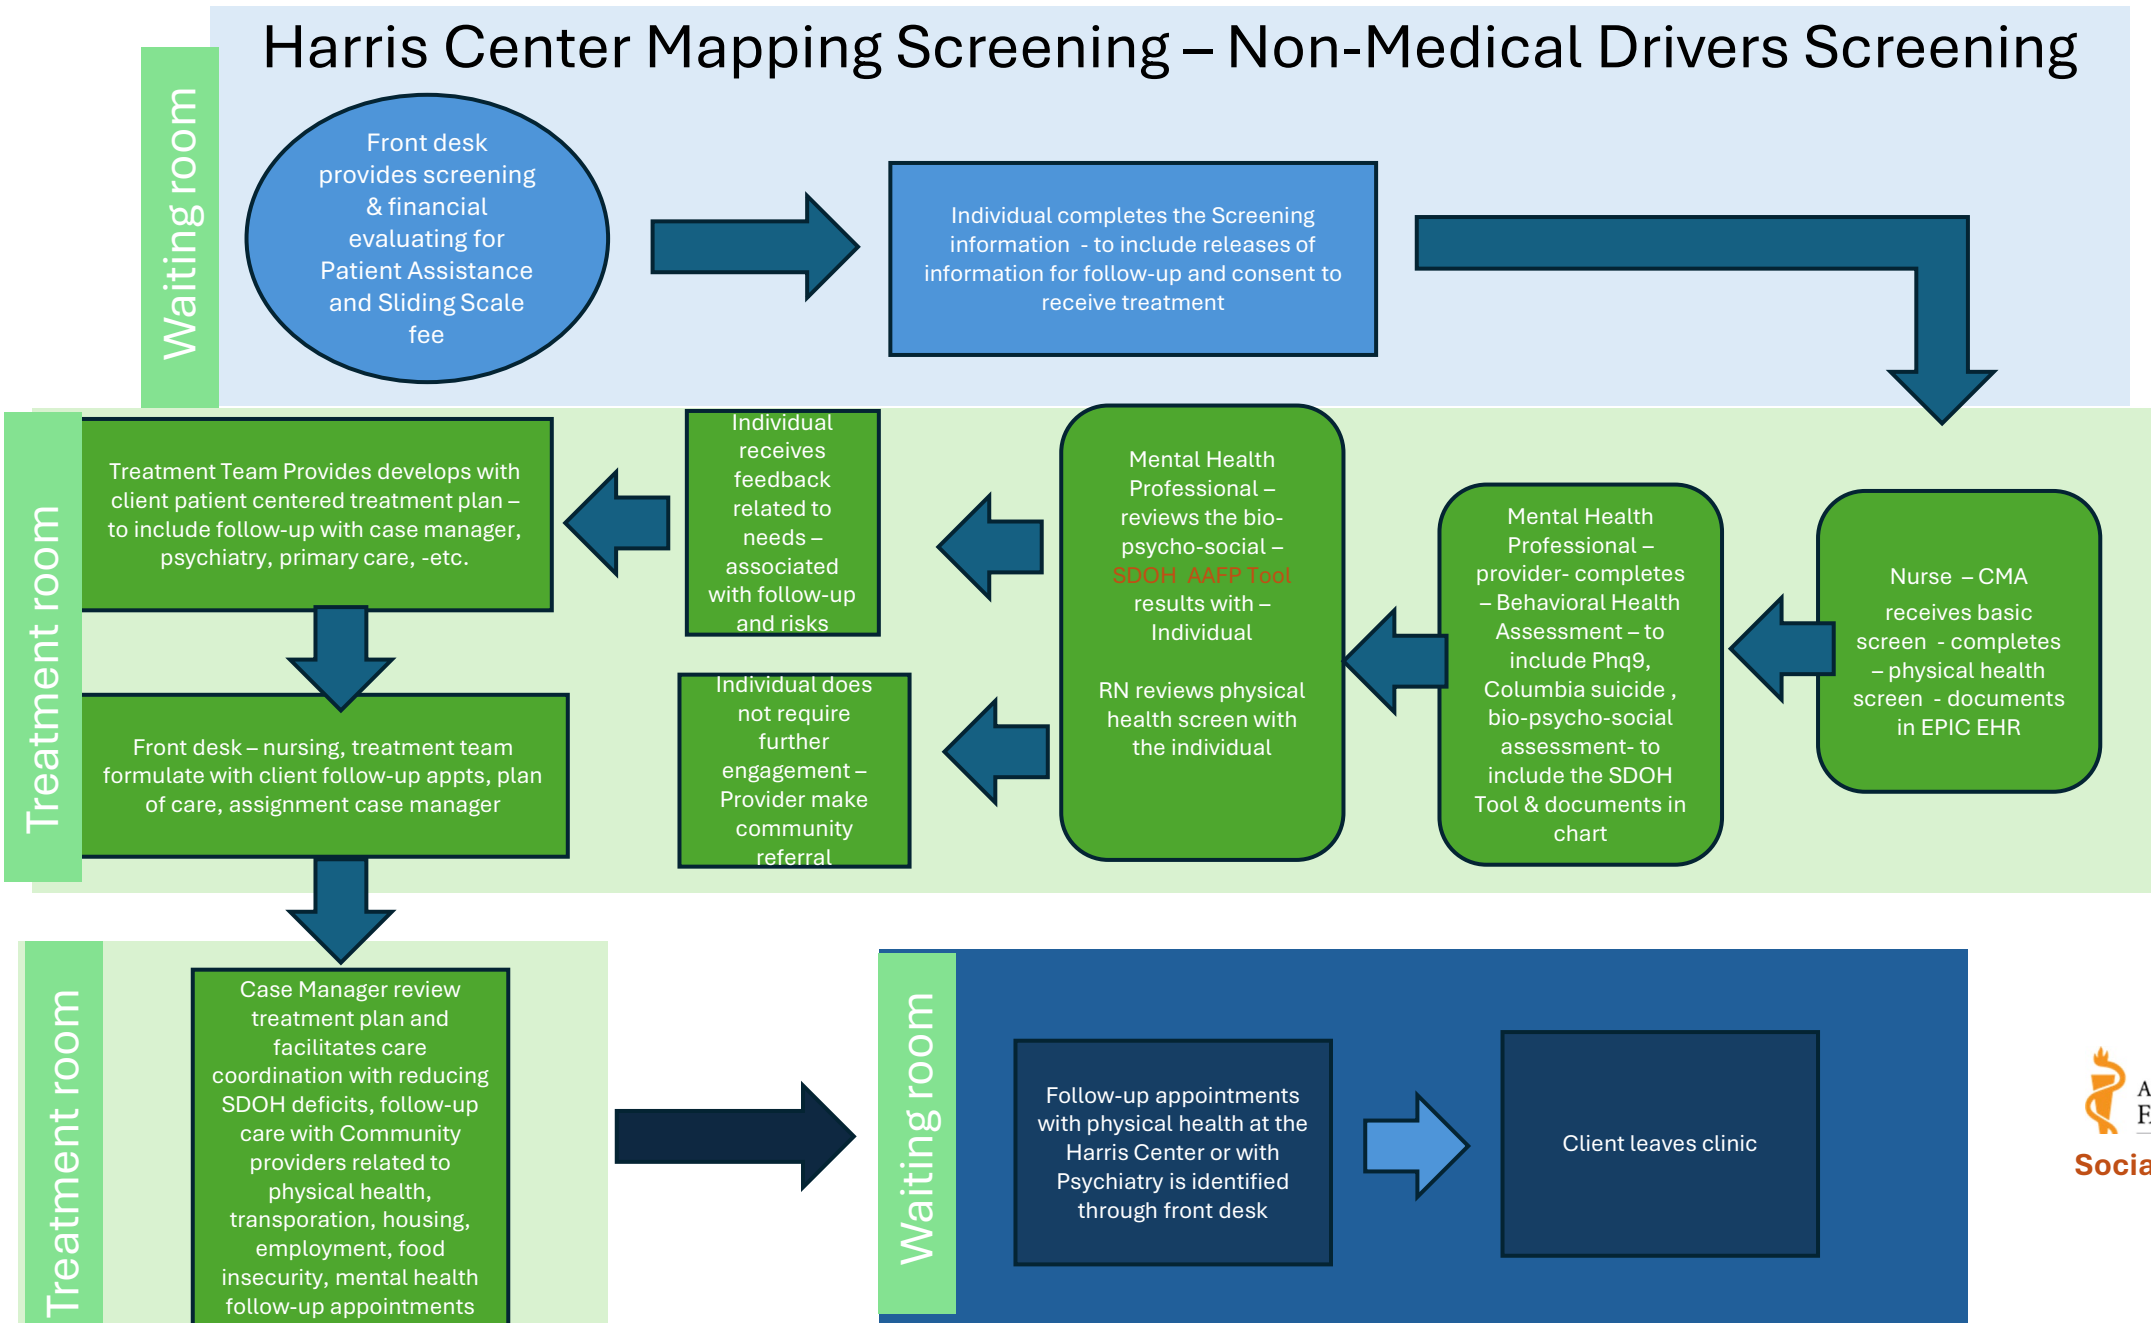 Harris Center Mapping Screening – Non-Medical Drivers Screening
Waiting room
Front desk
provides screening
& financial
evaluating for
Patient Assistance
and Sliding Scale
fee
Individual completes the Screening
information - to include releases of
information for follow-up and consent to
receive treatment
Treatment room
Nurse – CMA
receives basic
screen - completes
– physical health
screen - documents
in EPIC EHR
Mental Health
Professional –
provider- completes
– Behavioral Health
Assessment – to
include Phq9,
Columbia suicide ,
bio-psycho-social
assessment- to
include the SDOH
Tool & documents in
chart
Mental Health
Professional –
reviews the bio-
psycho-social –
SDOH AAFP Tool
results with –
Individual
RN reviews physical
health screen with
the individual
Individual
receives
feedback
related to
needs –
associated
with follow-up
and risks
Individual does
not require
further
engagement –
Provider make
community
referral
Treatment Team Provides develops with
client patient centered treatment plan –
to include follow-up with case manager,
psychiatry, primary care, -etc.
Front desk – nursing, treatment team
formulate with client follow-up appts, plan
of care, assignment case manager
Treatment room
Case Manager review
treatment plan and
facilitates care
coordination with reducing
SDOH deficits, follow-up
care with Community
providers related to
physical health,
transporation, housing,
employment, food
insecurity, mental health
follow-up appointments
Waiting room
Follow-up appointments
with physical health at the
Harris Center or with
Psychiatry is identified
through front desk
Client leaves clinic